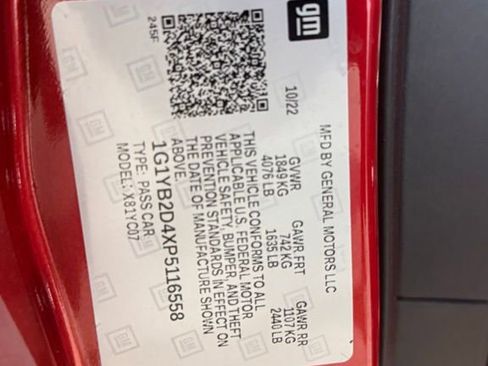 gm
10/22
MFD BY GENERAL MOTORS LLC
GVWR GAWR FRT GAWR RR
1849 KG 742 KG 1107 KG
4076 LB 1635 LB 2440 LB
THIS VEHICLE CONFORMS TO ALL
APPLICABLE U.S. FEDERAL MOTOR
VEHICLE SAFETY, BUMPER, AND THEFT
PREVENTION STANDARDS IN EFFECT ON
THE DATE OF MANUFACTURE SHOWN
ABOVE.
1G1YB2D4XP5116558
TYPE: PASS CAR
MODEL: X81YC07
245F